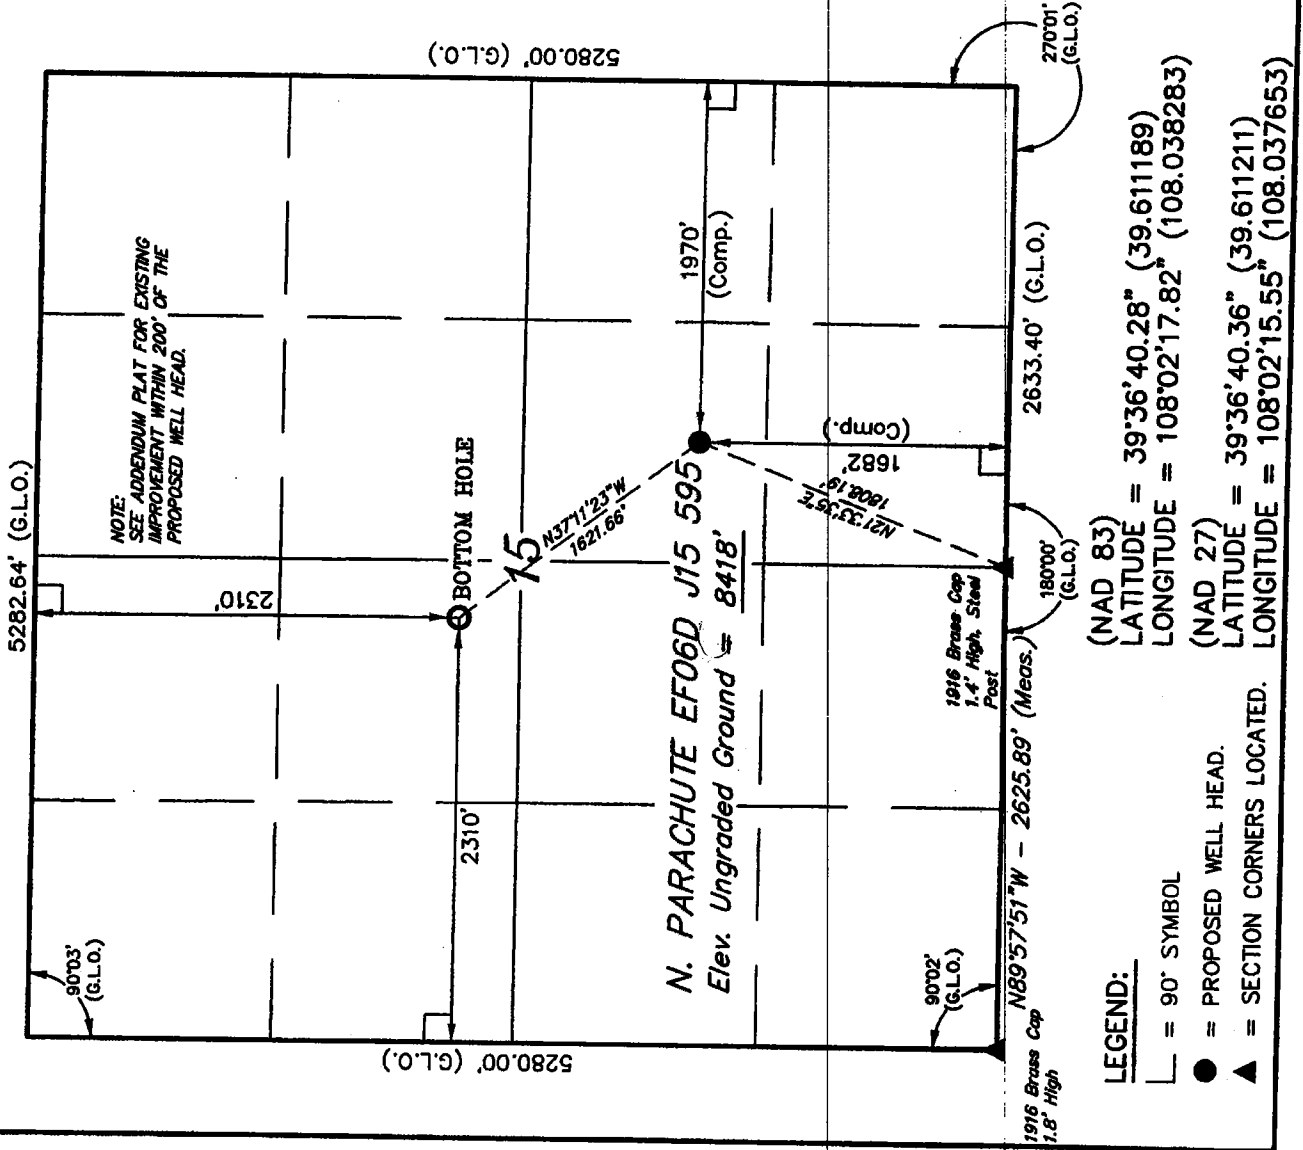 5282.64' (G.L.O.)
90°03'
(G.L.O.)
2310'
NOTE:
SEE ADDENDUM PLAT FOR EXISTING
IMPROVEMENT WITHIN 200' OF THE
PROPOSED WELL HEAD.
5280.00' (G.L.O.)
5280.00' (G.L.O.)
2310'
BOTTOM HOLE
15
N37°11'23"W
1621.66'
1970'
(Comp.)
N. PARACHUTE EF06D J15 595
Elev. Ungraded Ground = 8418'
1682'
(Comp.)
N21°33'35"E
1808.19'
90°02'
(G.L.O.)
1916 Brass Cap
1.4' High, Steel
Post
180°00'
(G.L.O.)
270°01'
(G.L.O.)
1916 Brass Cap
1.8' High
N89°57'51"W - 2625.89' (Meas.)
2633.40' (G.L.O.)
LEGEND:
= 90° SYMBOL
= PROPOSED WELL HEAD.
= SECTION CORNERS LOCATED.
(NAD 83)
LATITUDE = 39°36'40.28" (39.611189)
LONGITUDE = 108°02'17.82" (108.038283)
(NAD 27)
LATITUDE = 39°36'40.36" (39.611211)
LONGITUDE = 108°02'15.55" (108.037653)